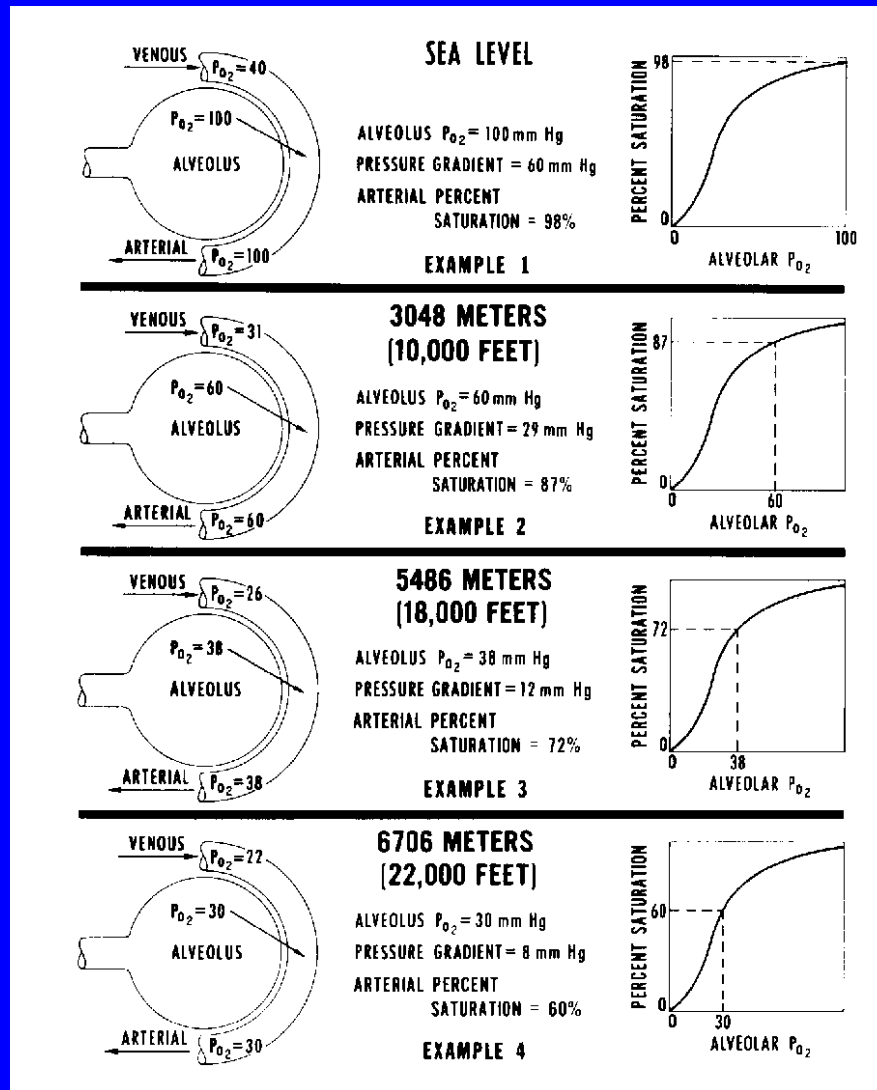 SEA LEVEL
VENOUS
Po2=40
Po2=100
ALVEOLUS
ARTERIAL
Po2=100
ALVEOLUS Po2=100 mm Hg
PRESSURE GRADIENT = 60 mm Hg
ARTERIAL PERCENT
SATURATION = 98%
EXAMPLE 1
PERCENT SATURATION
98
0
0
100
ALVEOLAR Po2
3048 METERS
(10,000 FEET)
VENOUS
Po2=31
Po2=60
ALVEOLUS
ARTERIAL
Po2=60
ALVEOLUS Po2=60 mm Hg
PRESSURE GRADIENT = 29 mm Hg
ARTERIAL PERCENT
SATURATION = 87%
EXAMPLE 2
PERCENT SATURATION
87
0
0
60
ALVEOLAR Po2
5486 METERS
(18,000 FEET)
VENOUS
Po2=26
Po2=38
ALVEOLUS
ARTERIAL
Po2=38
ALVEOLUS Po2=38 mm Hg
PRESSURE GRADIENT = 12 mm Hg
ARTERIAL PERCENT
SATURATION = 72%
EXAMPLE 3
PERCENT SATURATION
72
0
0
38
ALVEOLAR Po2
6706 METERS
(22,000 FEET)
VENOUS
Po2=22
Po2=30
ALVEOLUS
ARTERIAL
Po2=30
ALVEOLUS Po2=30 mm Hg
PRESSURE GRADIENT = 8 mm Hg
ARTERIAL PERCENT
SATURATION = 60%
EXAMPLE 4
PERCENT SATURATION
60
0
0
30
ALVEOLAR Po2